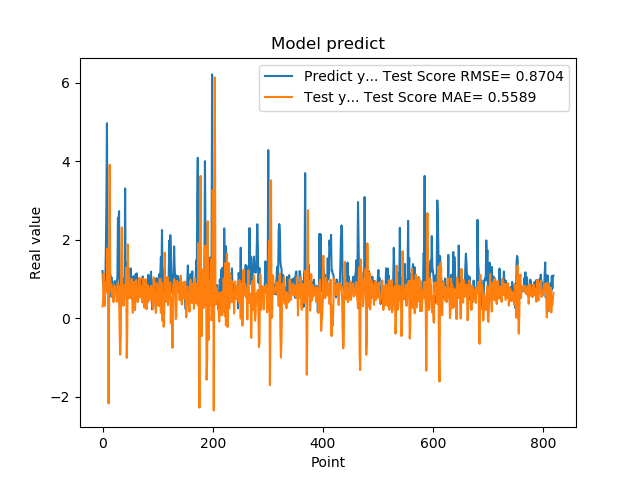 Model predict
Predict y... Test Score RMSE= 0.8704
Test y... Test Score MAE= 0.5589
Real value
6
4
2
0
−2
0 200 400 600 800
Point